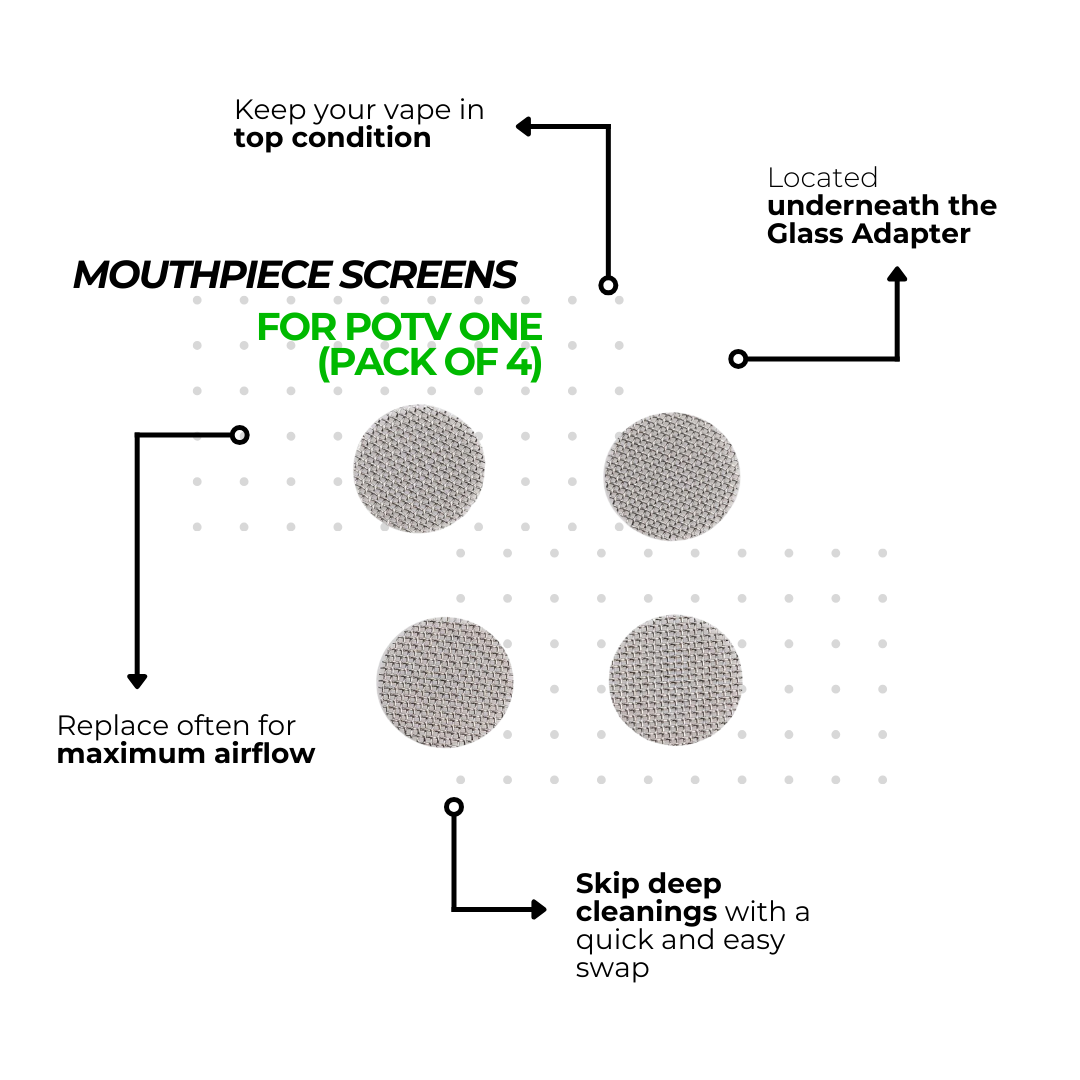 Keep your vape in
top condition
Located
underneath the
Glass Adapter
MOUTHPIECE SCREENS
FOR POTV ONE
(PACK OF 4)
Replace often for
maximum airflow
Skip deep
cleanings with a
quick and easy
swap